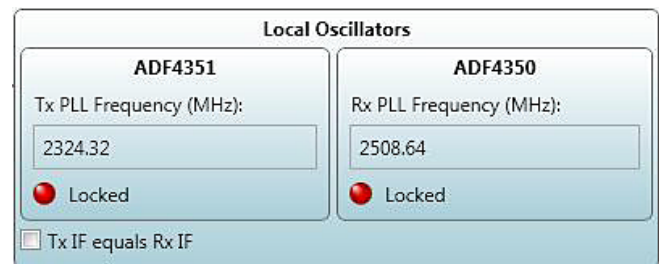 Local Oscillators
ADF4351
Tx PLL Frequency (MHz):
2324.32
Locked
ADF4350
Rx PLL Frequency (MHz):
2508.64
Locked
Tx IF equals Rx IF